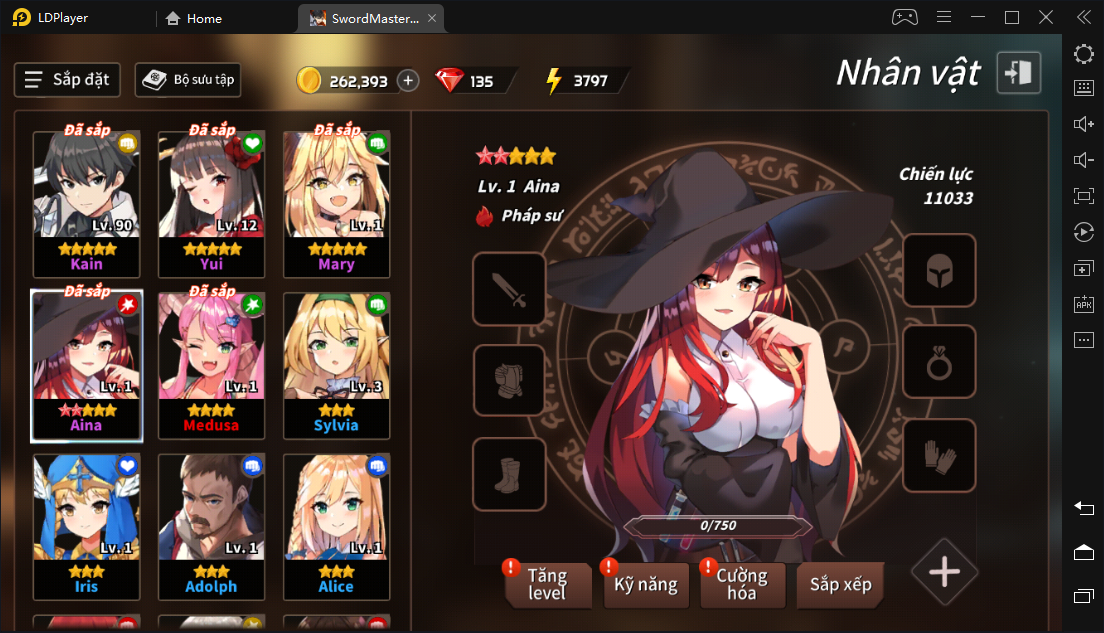 LDPlayer
Home
SwordMaster...
Sắp đặt
Bộ sưu tập
262,393
135
3797
Nhân vật
Đã sắp
Đã sắp
Đã sắp
Lv. 90
Lv. 12
Lv. 1
Kain
Yui
Mary
Đã sắp
Đã sắp
Lv. 1
Lv. 1
Lv. 3
Aina
Medusa
Sylvia
Lv. 1
Lv. 1
Lv. 1
Iris
Adolph
Alice
Lv. 1 Aina
Pháp sư
Chiến lực
11033
0/750
Tăng
level
Kỹ năng
Cường
hóa
Sắp xếp
APK